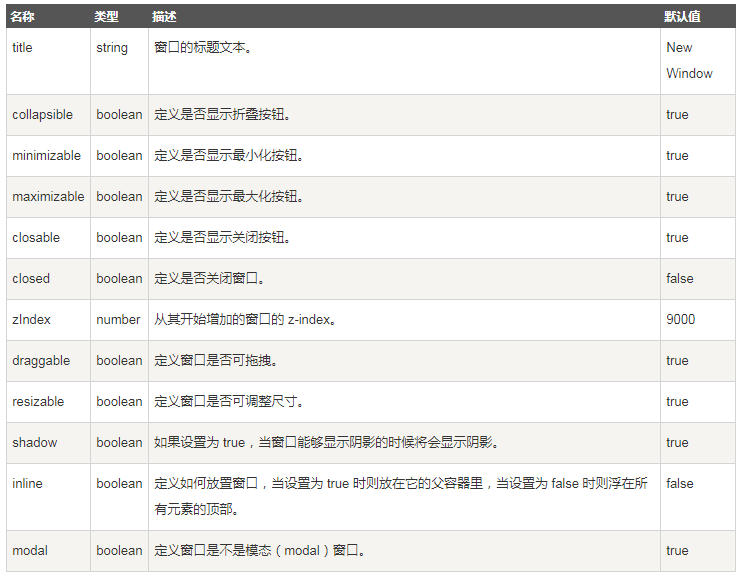 名称 类型 描述 默认值
title string 窗口的标题文本。 New
Window
collapsible boolean 定义是否显示折叠按钮。 true
minimizable boolean 定义是否显示最小化按钮。 true
maximizable boolean 定义是否显示最大化按钮。 true
closable boolean 定义是否显示关闭按钮。 true
closed boolean 定义是否关闭窗口。 false
zIndex number 从其开始增加的窗口的 z-index。 9000
draggable boolean 定义窗口是否可拖拽。 true
resizable boolean 定义窗口是否可调整尺寸。 true
shadow boolean 如果设置为 true，当窗口能够显示阴影的时候将会显示阴影。 true
inline boolean 定义如何放置窗口，当设置为 true 时则放在它的父容器里，当设置为 false 时则浮在所 false
有元素的顶部。
modal boolean 定义窗口是不是模态（modal）窗口。 true